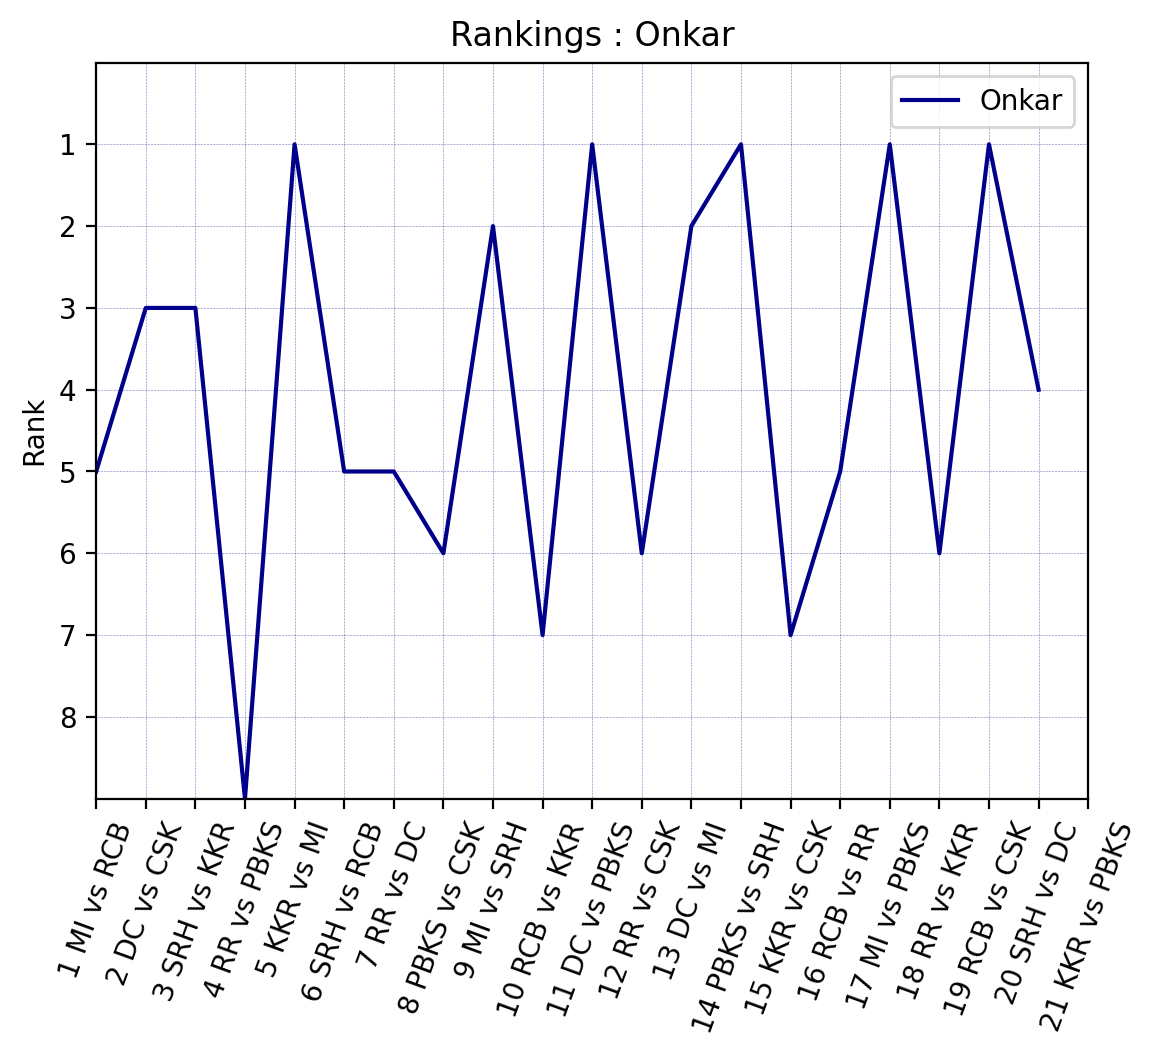 Rankings : Onkar
Onkar
Rank
1
2
3
4
5
6
7
8
1 MI vs RCB
2 DC vs CSK
3 SRH vs KKR
4 RR vs PBKS
5 KKR vs MI
6 SRH vs RCB
7 RR vs DC
8 PBKS vs CSK
9 MI vs SRH
10 RCB vs KKR
11 DC vs PBKS
12 RR vs CSK
13 DC vs MI
14 PBKS vs SRH
15 KKR vs CSK
16 RCB vs RR
17 MI vs PBKS
18 RR vs KKR
19 RCB vs CSK
20 SRH vs DC
21 KKR vs PBKS